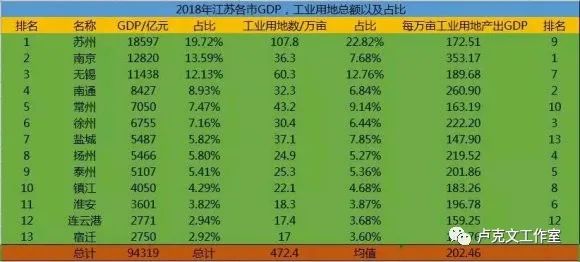 2018年江苏各市GDP，工业用地总额以及占比
排名 名称 GDP/亿元 占比 工业用地数/万亩 占比 每万亩工业用地产出GDP 排名
1 苏州 18597 19.72% 107.8 22.82% 172.51 9
2 南京 12820 13.59% 36.3 7.68% 353.17 1
3 无锡 11438 12.13% 60.3 12.76% 189.68 7
4 南通 8427 8.93% 32.3 6.84% 260.90 2
5 常州 7050 7.47% 43.2 9.14% 163.19 10
6 徐州 6755 7.16% 30.4 6.44% 222.20 3
7 盐城 5487 5.82% 37.1 7.85% 147.90 13
8 扬州 5466 5.80% 24.9 5.27% 219.52 4
9 泰州 5107 5.41% 25.3 5.36% 201.86 5
10 镇江 4050 4.29% 22.1 4.68% 183.26 8
11 淮安 3601 3.82% 18.3 3.87% 196.78 6
12 连云港 2771 2.94% 17.4 3.68% 159.25 12
13 宿迁 2750 2.92% 17 3.60%
总计 94319 总计 472.4 均值 202.46
卢克文工作室